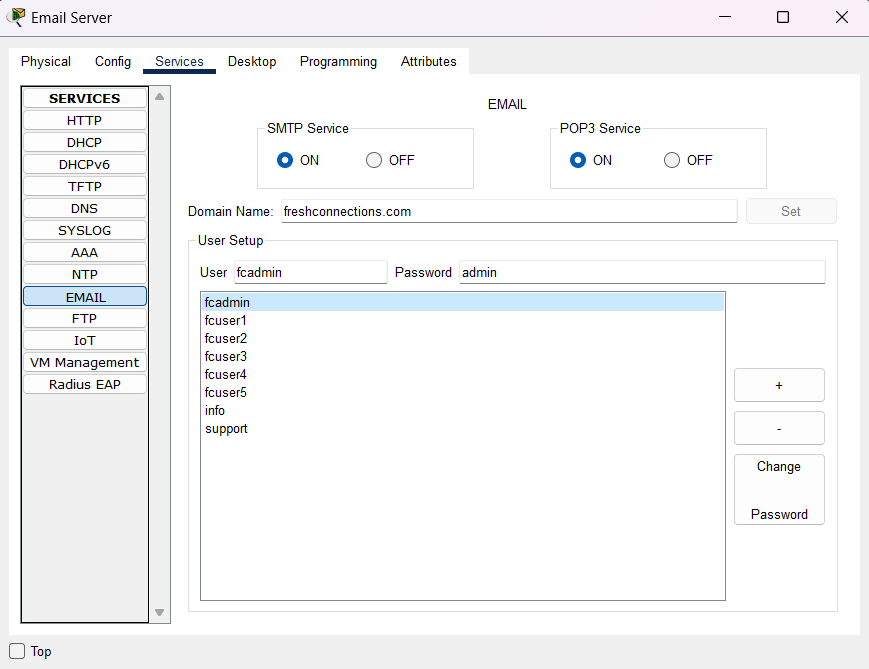 Email Server
Physical Config Services Desktop Programming Attributes
SERVICES
HTTP
DHCP
DHCPv6
TFTP
DNS
SYSLOG
AAA
NTP
EMAIL
FTP
IoT
VM Management
Radius EAP
EMAIL
SMTP Service
ON OFF
POP3 Service
ON OFF
Domain Name: freshconnections.com Set
User Setup
User fcadmin Password admin
fcadmin
fcuser1
fcuser2
fcuser3
fcuser4
fcuser5
info
support
+
-
Change
Password
Top